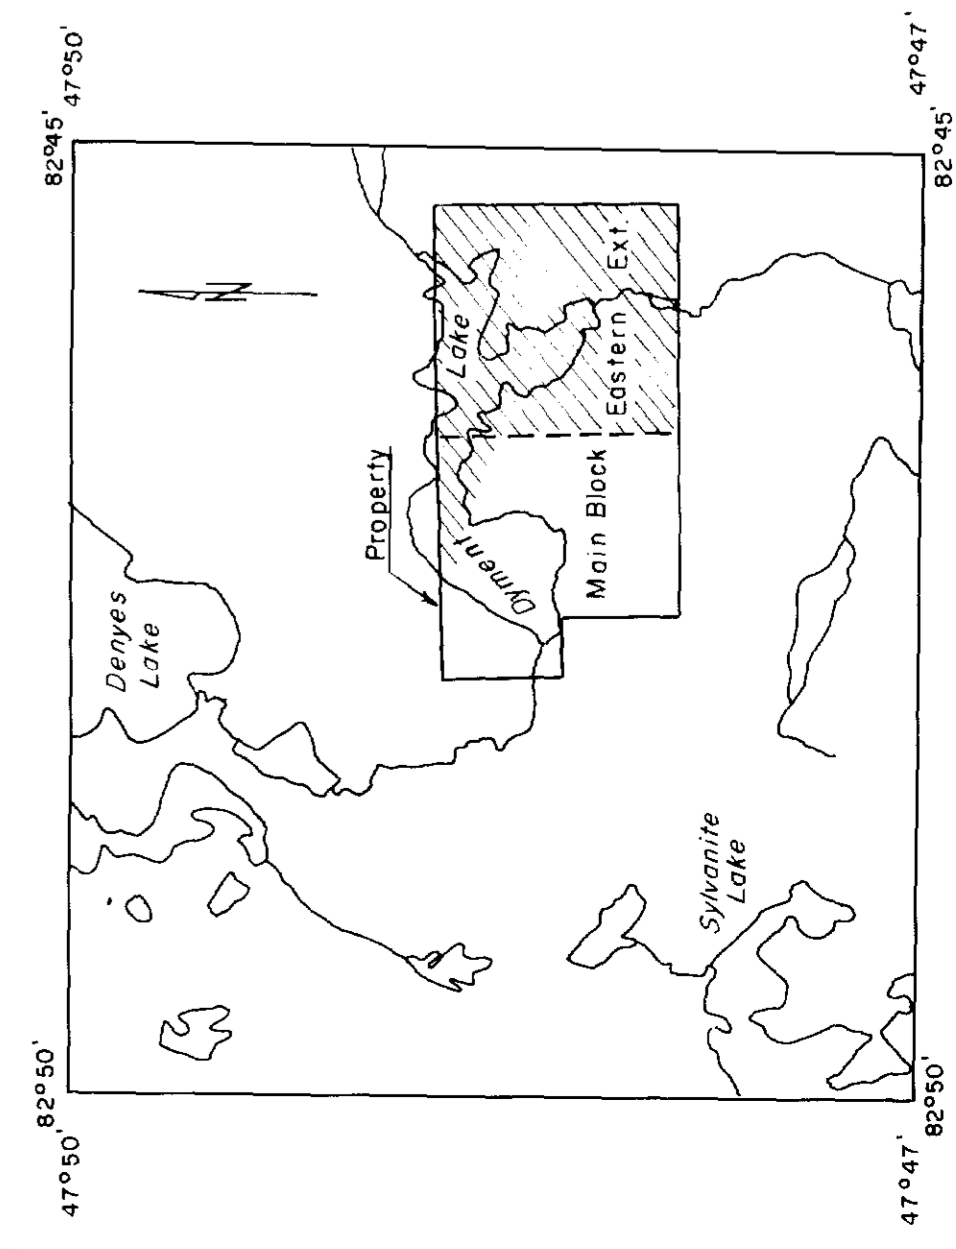 82°50'
82°45'
47°50'
47°50'
Denyes
Lake
N
Property
Dyment Lake
Main Block
Eastern Ext.
Sylvanite
Lake
47°47'
47°47'
82°50'
82°45'